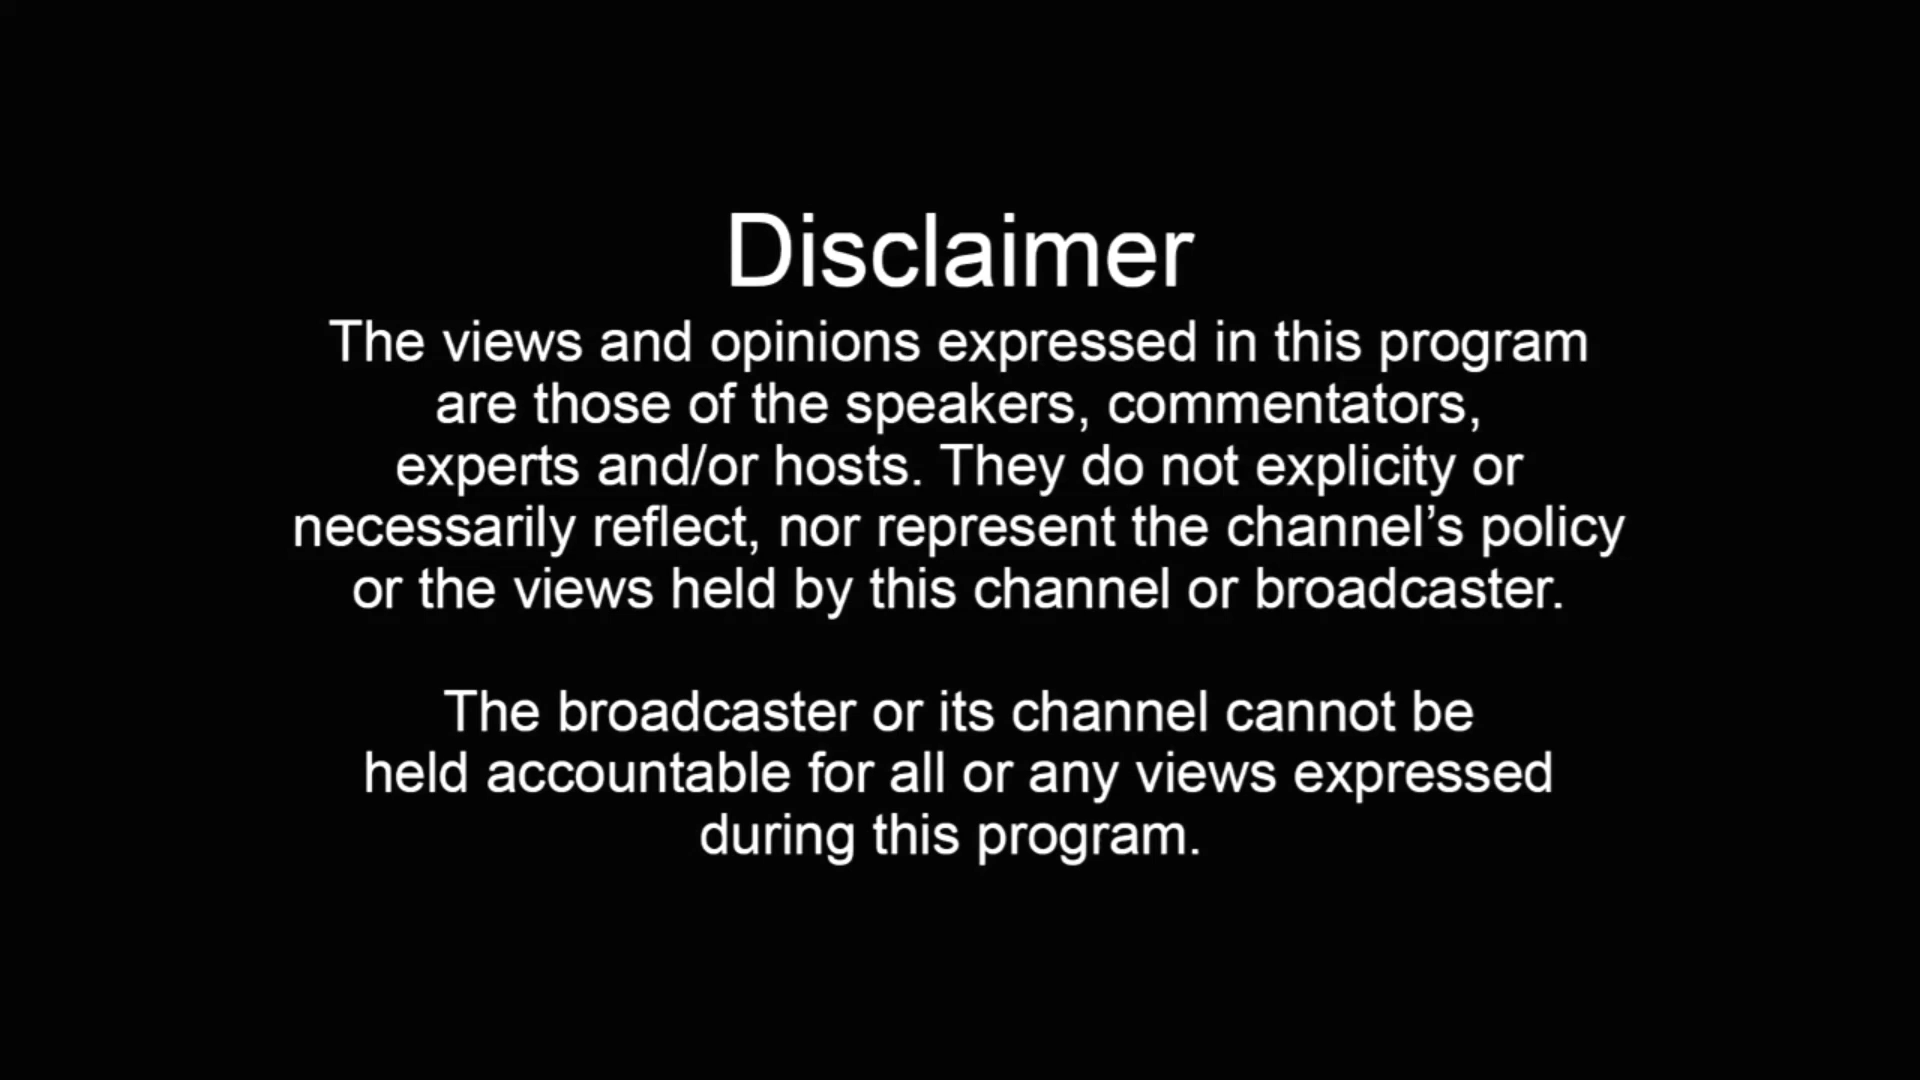 Disclaimer
The views and opinions expressed in this program
are those of the speakers, commentators,
experts and/or hosts. They do not explicity or
necessarily reflect, nor represent the channel’s policy
or the views held by this channel or broadcaster.
The broadcaster or its channel cannot be
held accountable for all or any views expressed
during this program.